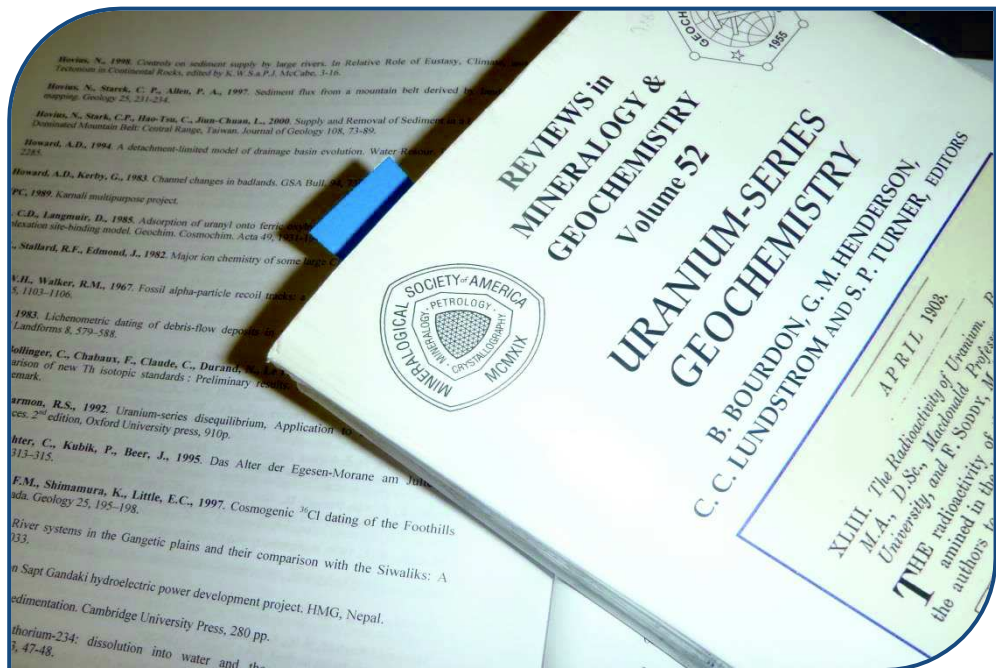 Hovius, N., 1998. Controls on sediment supply by large rivers. In Relative Role of Eustasy, Climate,
Tectonism in Continental Rocks, edited by K.W.S.a.P.J. McCabe, 3-16.
Hovius, N., Starek, C. P., Allen, P. A., 1997. Sediment flux from a mountain belt derived by
mapping. Geology 25, 231-234.
Hovius, N., Stark, C.P., Hao-Tsu, C., Jiun-Chuan, L., 2000. Supply and Removal of Sediment in a
Dominated Mountain Belt: Central Range, Taiwan. Journal of Geology 108, 73-89.
Howard, A.D., 1994. A detachment-limited model of drainage basin evolution. Water Resour.
2285.
Howard, A.D., Kerby, G., 1983. Channel changes in badlands. GSA Bull. 94,
PC, 1989. Karnali multipurpose project.
C.D., Langmuir, D., 1985. Adsorption of uranyl onto ferric
plexation site-binding model. Geochim. Cosmochim. Acta 49,
, Stallard, R.F., Edmond, J., 1982. Major ion chemistry of some large
V.H., Walker, R.M., 1967. Fossil alpha-particle recoil tracks:
5, 1103–1106.
1983. Lichenometric dating of debris-flow deposits
Landforms 8, 579–588.
ollinger, C., Chabaux, F., Claude, C., Durand,
arison of new Th isotopic standards : Preliminary results.
emark.
armon, R.S., 1992. Uranium-series disequilibrium, Application to
ces. 2nd edition, Oxford University press, 910p.
hter, C., Kubik, P., Beer, J., 1995. Das Alter der Egesen-Morane am
313–315.
F.M., Shimamura, K., Little, E.C., 1997. Cosmogenic 36Cl dating of the Foothills
ada. Geology 25, 195–198.
River systems in the Gangetic plains and their comparison with the Siwaliks: A
033.
n Sapt Gandaki hydroelectric power development project. HMG, Nepal.
edimentation. Cambridge University Press, 280 pp.
thorium-234: dissolution into water and the
, 47-48.
GEOCH
1955
REVIEWS in
MINERALOGY &
GEOCHEMISTRY
Volume 52
URANIUM-SERIES
GEOCHEMISTRY
B. BOURDON, G. M. HENDERSON,
C. C. LUNDSTROM AND S. P. TURNER, EDITORS
MINERALOGICAL SOCIETY of AMERICA
MCMXIX
MINERALOGY · PETROLOGY ·
CRYSTALLOGRAPHY
APRIL 1903.
XLIII. The Radioactivity of Uranium.
M.A., D.Sc., Macdonald Profess
University, and F. SODDY, M
THE radioactivity of
amined in the
the authors to